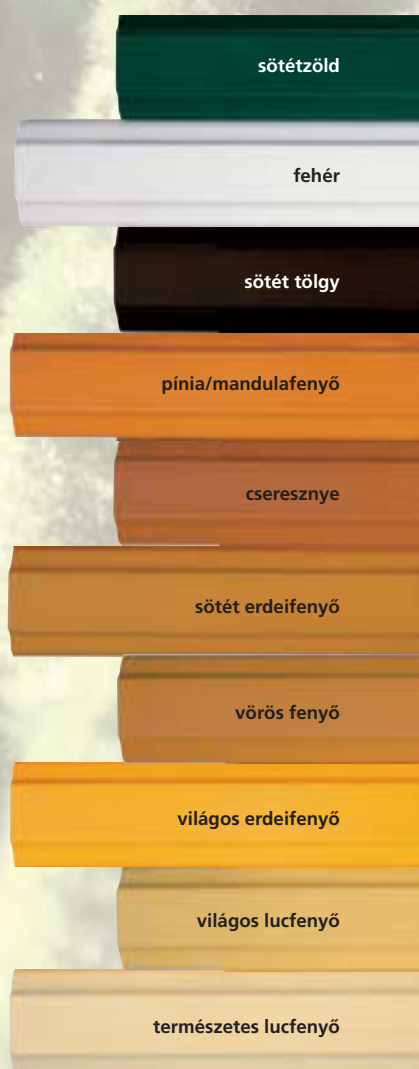 sötétzöld
fehér
sötét tölgy
pínia/mandulafenyő
cseresznye
sötét erdeifenyő
vörös fenyő
világos erdeifenyő
világos lucfenyő
természetes lucfenyő